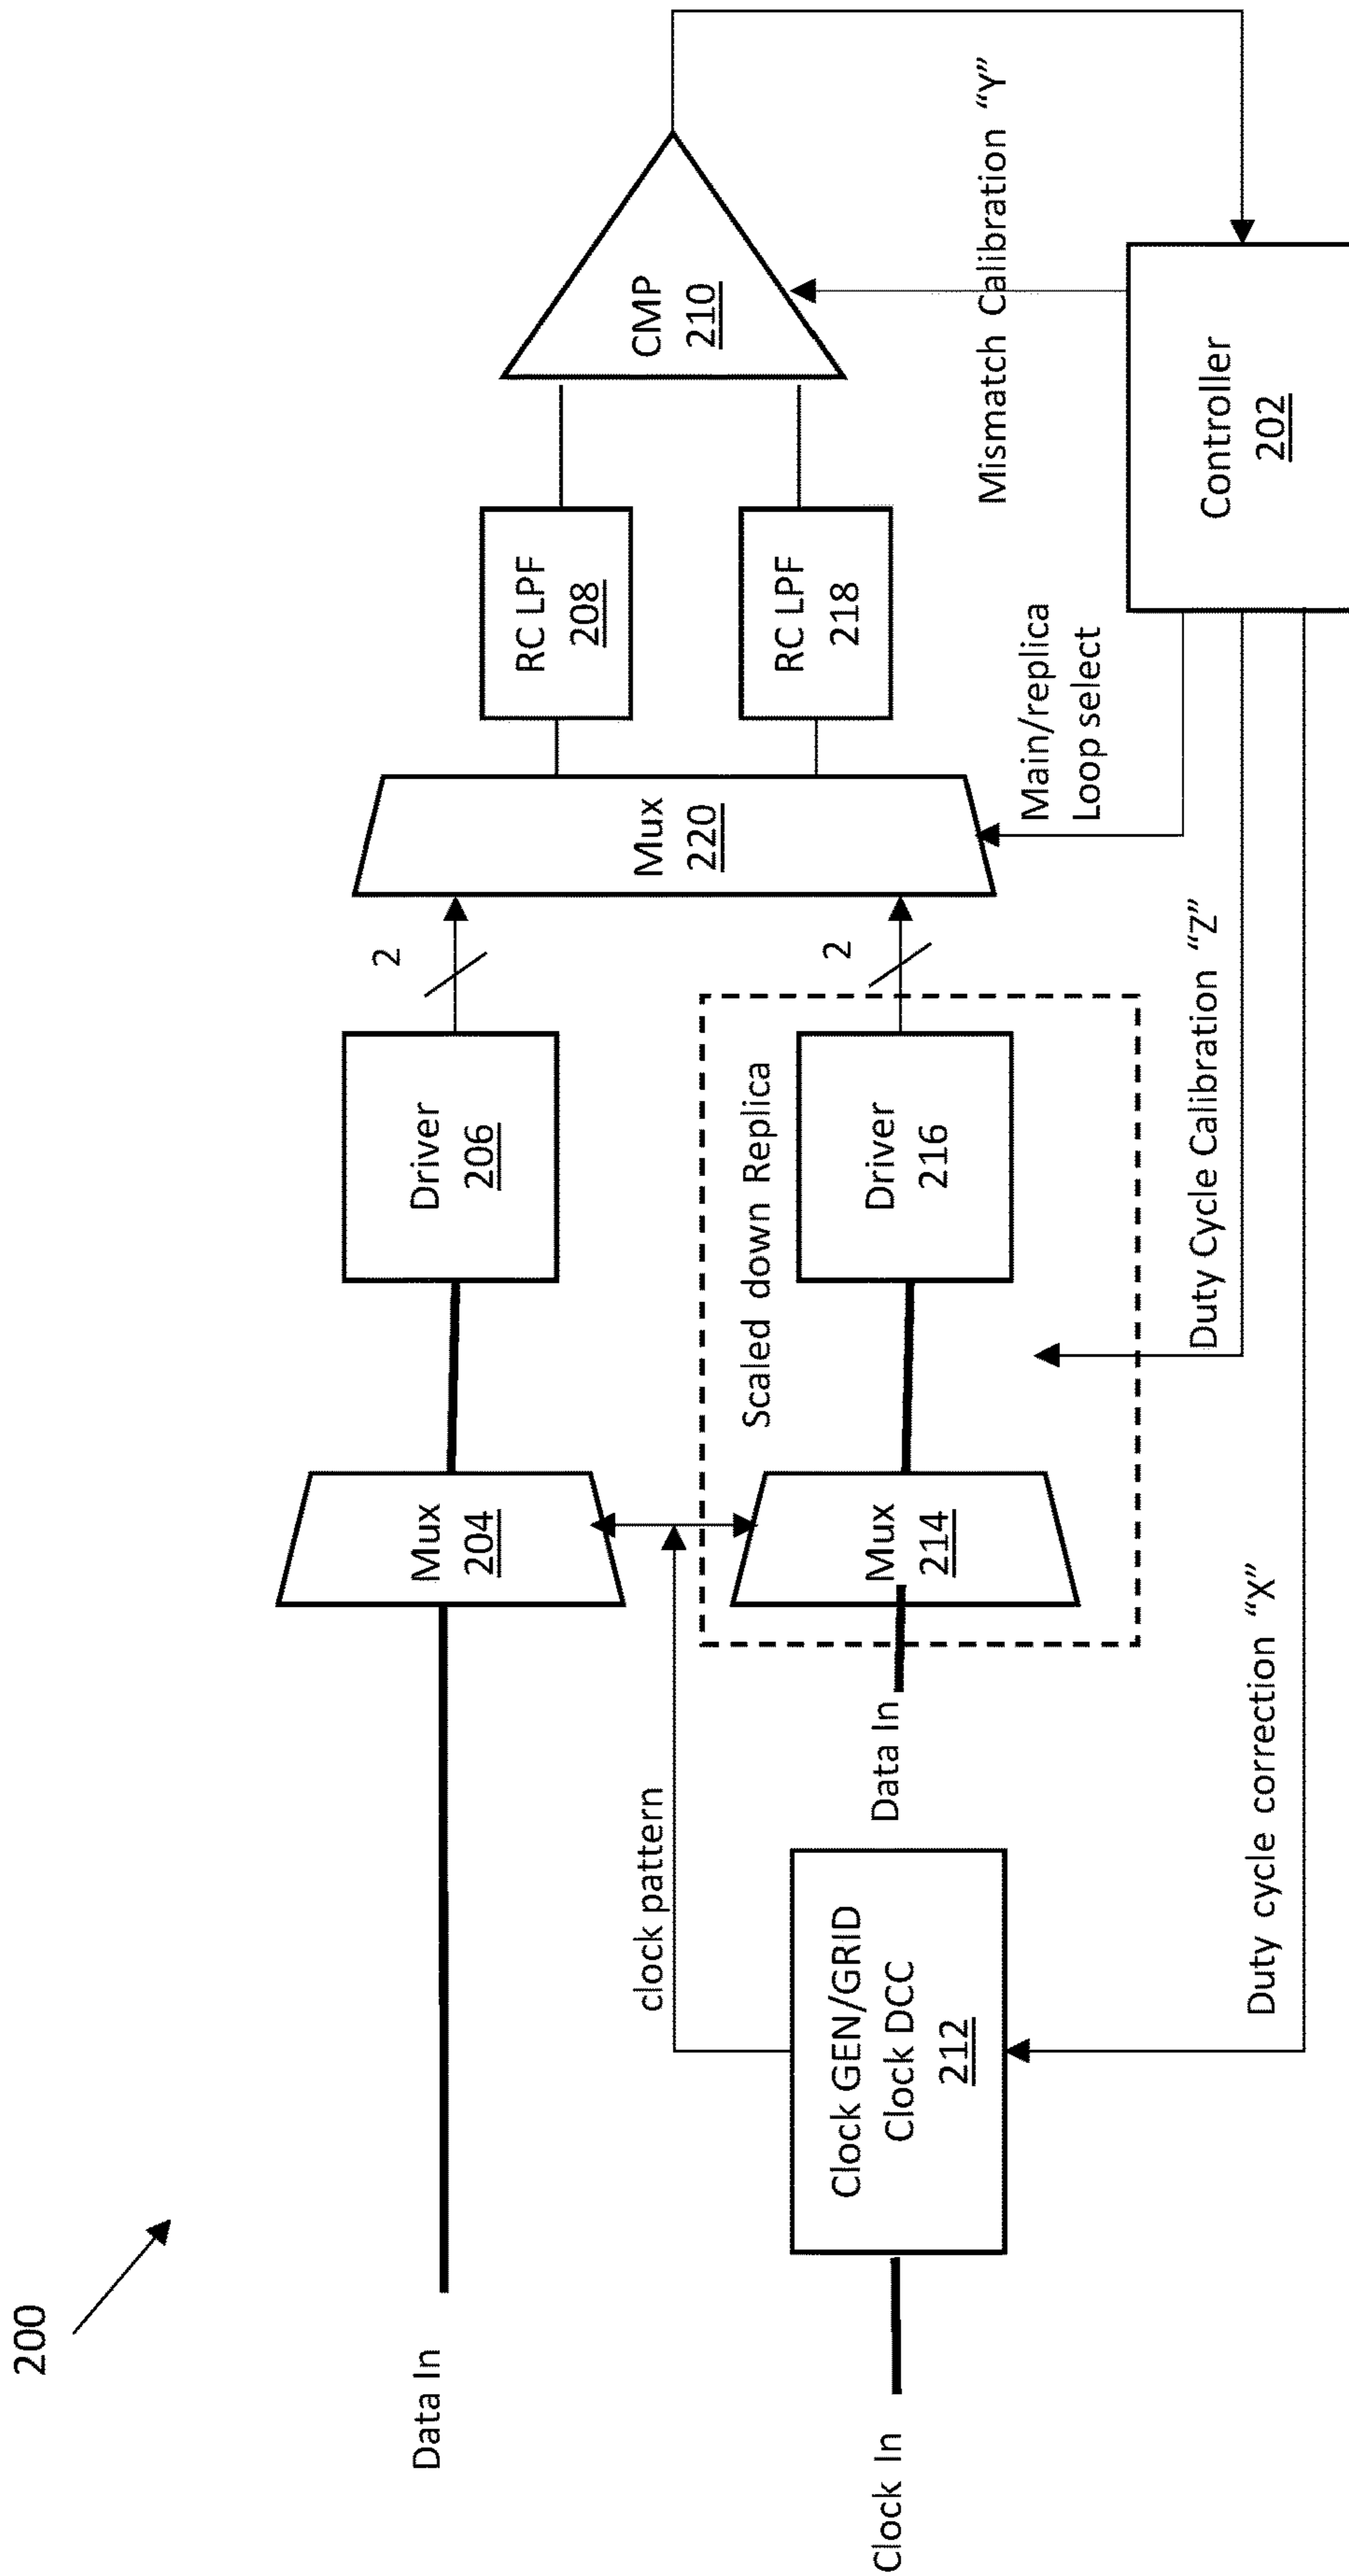 200
Data In
Mux
204
Driver
206
2
Mux
220
RC LPF
208
RC LPF
218
CMP
210
Clock In
Clock GEN/GRID
Clock DCC
212
clock pattern
Data In
Mux
214
Scaled down Replica
Driver
216
2
Main/replica
Loop select
Mismatch Calibration "Y"
Controller
202
Duty Cycle Calibration "Z"
Duty cycle correction "X"